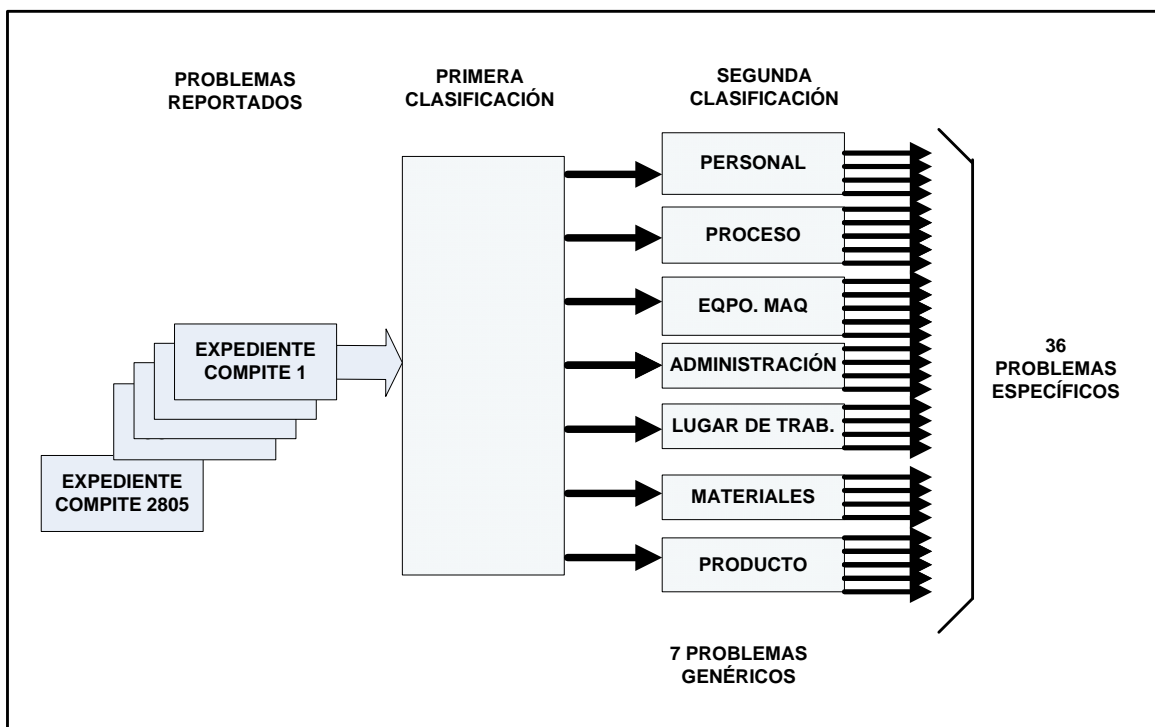 PROBLEMAS
REPORTADOS
PRIMERA
CLASIFICACIÓN
SEGUNDA
CLASIFICACIÓN
EXPEDIENTE
COMPITE 1
EXPEDIENTE
COMPITE 2805
PERSONAL
PROCESO
EQPO. MAQ
ADMINISTRACIÓN
LUGAR DE TRAB.
MATERIALES
PRODUCTO
36
PROBLEMAS
ESPECÍFICOS
7 PROBLEMAS
GENÉRICOS